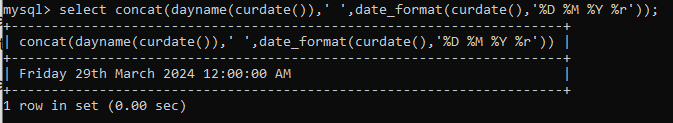 mysql> select concat(dayname(curdate()),' ',date_format(curdate(),'%D %M %Y %r'));
+---------------------------------------------------------------------+
| concat(dayname(curdate()),' ',date_format(curdate(),'%D %M %Y %r')) |
+---------------------------------------------------------------------+
| Friday 29th March 2024 12:00:00 AM                                  |
+---------------------------------------------------------------------+
1 row in set (0.00 sec)